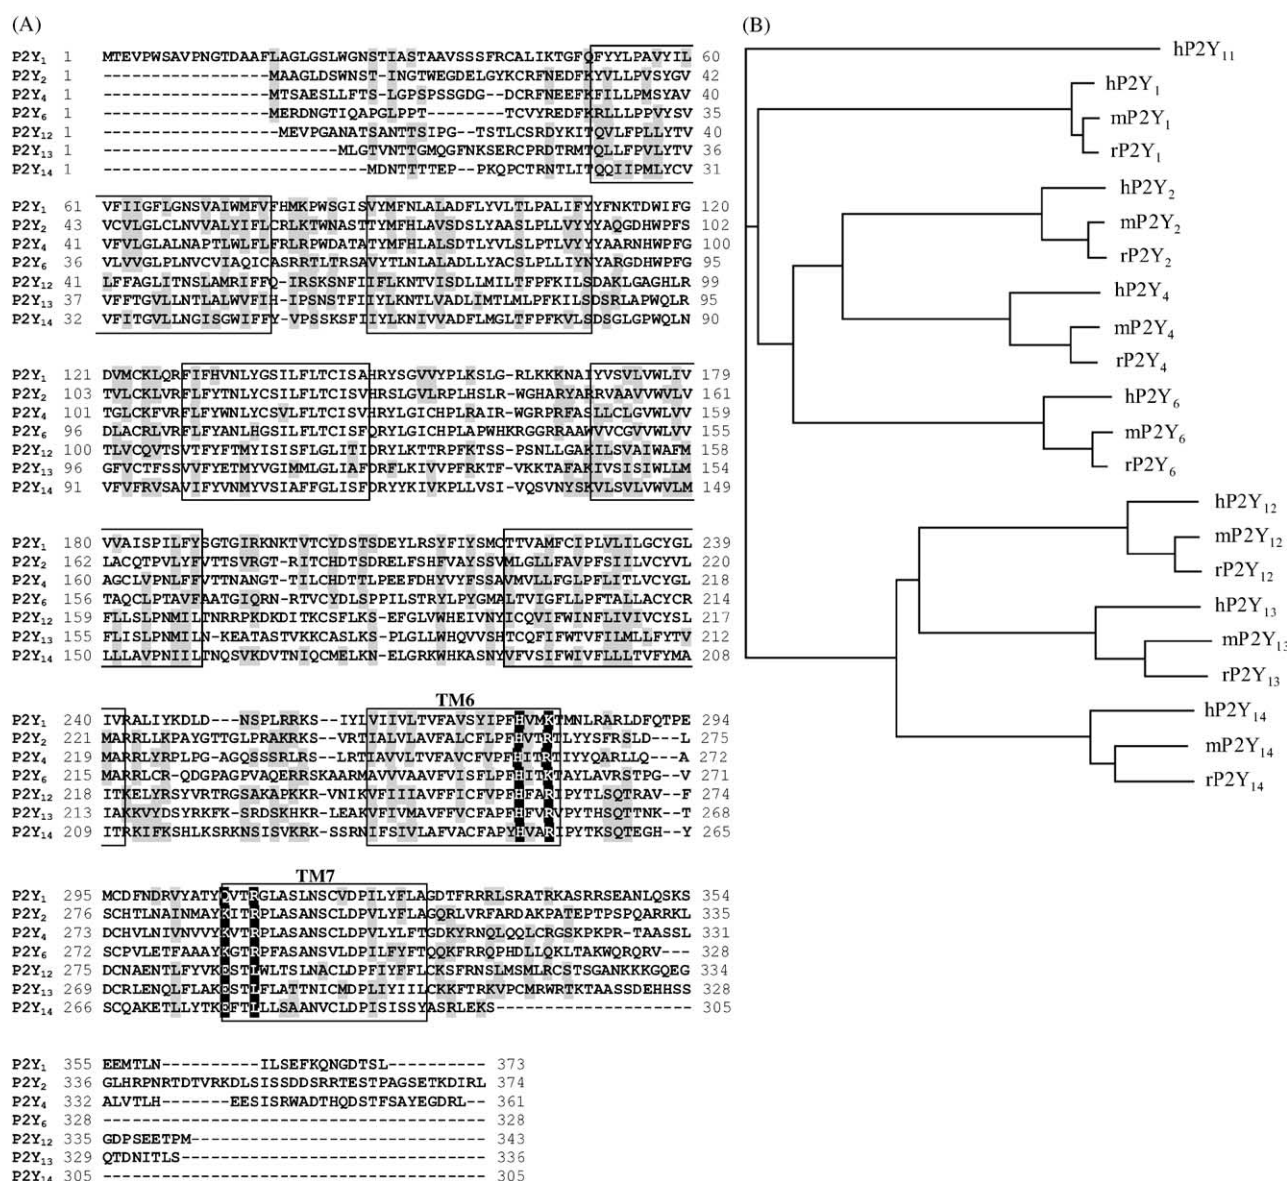 (A)
P2Y1 1 MTEVPWSAVPNGTDAAFLAGLGSLWGNSTIASTAAVSSSFRCALIKTGFQFYYLPAVYIL 60
P2Y2 1 -----------------MAAGLDSWNST-INGTWEGDELGYKCRFNEDFKYVLLPVSYGV 42
P2Y4 1 -----------------MTSAESLLFTS-LGPSPSSGDG--DCRFNEEFKFILLPMSYAV 40
P2Y6 1 -----------------MERDNGTIQAPGLPPT--------TCVYREDFKRLLLPPVYSV 35
P2Y12 1 ------------------MEVPGANATSANTTSIPG--TSTLCSRDYKITQVLFPLLYTV 40
P2Y13 1 ------------------------MLGTVNTTGMQGFNKSERCPRDTRMTQLLFPVLYTV 36
P2Y14 1 ---------------------------MDNTTTTEP--PKQPCTRNTLITQQIIPMLYCV 31
P2Y1 61 VFIIGFLGNSVAIWMFVFHMKPWSGISVYMFNLALADFLYVLTLPALIFYYFNKTDWIFG 120
P2Y2 43 VCVLGLCLNVVALYIFLCRLKTWNASTTYMFHLAVSDSLYAASLPLLVYYYAQGDHWPFS 102
P2Y4 41 VFVLGLALNAPTLWLFLFRLRPWDATATYMFHLALSDTLYVLSLPTLVYYYAARNHWPFG 100
P2Y6 36 VLVVGLPLNVCVIAQICASRRTLTRSAVYTLNLALADLLYACSLPLLIYNYARGDHWPFG 95
P2Y12 41 LFFAGLITNSLAMRIFFQ-IRSKSNFIIFLKNTVISDLLMILTFPFKILSDAKLGAGHLR 99
P2Y13 37 VFFTGVLLNTLALWVFIH-IPSNSTFIIYLKNTLVADLIMTLMLPFKILSDSRLAPWQLR 95
P2Y14 32 VFITGVLLNGISGWIFFY-VPSSKSFIIYLKNIVVADFLMGLTFPFKVLSDSGLGPWQLN 90
P2Y1 121 DVMCKLQRFIFHVNLYGSILFLTCISAHRYSGVVYPLKSLG-RLKKKNAIYVSVLVWLIV 179
P2Y2 103 TVLCKLVRFLFYTNLYCSILFLTCISVHRSLGVLRPLHSLR-WGHARYARRVAAVVWVLV 161
P2Y4 101 TGLCKFVRFLFYWNLYCSVLFLTCISVHRYLGICHPLRAIR-WGRPRFASLLCLGVWLVV 159
P2Y6 96 DLACRLVRFLFYANLHGSILFLTCISFQRYLGICHPLAPWHKRGGRRAAWVVCGVVWLVV 155
P2Y12 100 TLVCQVTSVTFYFTMYISISFLGLITIDRYLKTTRPFKTSS-PSNLLGAKILSVAIWAFM 158
P2Y13 96 GFVCTFSSVVFYETMYVGIMMLGLIAFDRFLKIVVPFRKTF-VKKTAFAKIVSISIWLLM 154
P2Y14 91 VFVFRVSAVIFYVNMYVSIAFFGLISFDRYYKIVKPLLVSI-VQSVNYSKVLSVLVWVLM 149
P2Y1 180 VVAISPILFYSGTGIRKNKTVTCYDSTSDEYLRSYFIYSMCTTVAMFCIPLVLILGCYGL 239
P2Y2 162 LACQTPVLYFVTTSVRGT-RITCHDTTSDRELFSHFVAYSSVMLGLLFAVPFSIILVCYVL 220
P2Y4 160 AGCLVPNLFFVTTNANGT-TILCHDTTLPEEFDHYVYFSSAVMVLLFGLPFLITLVCYGL 218
P2Y6 156 TAQCLPTAVFAATGIQRN-RTVCYDLSPPILSTRYLPYGMALTVIGFLLPFTALLACYCR 214
P2Y12 159 FLLSLPNMILTNRRPKDKDITKCSFLKS-EFGLVWHEIVNYICQVIFWINFLIVIVCYSL 217
P2Y13 155 FLISLPNMILN-KEATASTVKKCASLKS-PLGLLWHQVVSHTCQFIFWTVFILMLLFYTV 212
P2Y14 150 LLLAVPNIILTNQSVKDVTNIQCMELKN-ELGRKWHKASNYVFVSIFWIVFLLLTVFYMA 208
TM6
P2Y1 240 IVRALIYKDLD---NSPLRRKS--IYLVIIVLTVFAVSYIPFHVMKTMNLRARLDFQTPE 294
P2Y2 221 MARRLLKPAYGTTGLPRAKRKS--VRTIALVLAVFALCFLPFHVTRTLYYSFRSLD---L 275
P2Y4 219 MARRLYRPLPG-AGQSSSRLRS--LRTIAVVLTVFAVCFVPFHITRTIYYQARLLQ---A 272
P2Y6 215 MARRLCR-QDGPAGPVAQERRSKAARMAVVVAAVFVISFLPFHITKTAYLAVRSTPG--V 271
P2Y12 218 ITKELYRSYVRTRGSAKAPKKR-VNIKVFIIIAVFFICFVPFHFARIPYTLSQTRAV--F 274
P2Y13 213 IAKKVYDSYRKFK-SRDSKHKR-LEAKVFIVMAVFFVCFAPFHFVRVPYTHSQTTNK--T 268
P2Y14 209 ITRKIFKSHLKSRKNSISVKRK--SSRNIFSIVLAFVACFAPYHVARIPYTKSQTEGH--Y 265
TM7
P2Y1 295 MCDFNDRVYATYQVTRGLASLNSCVDPILYFLAGDTFRRRLSRATRKASRRSEANLQSKS 354
P2Y2 276 SCHTLNAINMAYKITRPLASANSCLDPVLYFLAGQRLVRFARDAKPATEPTPSPQARRKL 335
P2Y4 273 DCHVLNIVNVVYKVTRPLASANSCLDPVLYLFTGDKYRNQLQQLCRGSKPKPR-TAASSL 331
P2Y6 272 SCPVLETFAAAYKGTRPFASANSVLDPILFYFTQQKFRRQPHDLLQKLTAKWQRQRV--- 328
P2Y12 275 DCNAENTLFYVKESTLWLTSLNACLDPFIYFFLCKSFRNSLMSMLRCSTSGANKKKGQEG 334
P2Y13 269 DCRLENQLFLAKESTLFLATTNICMDPLIYIILCKKFTRKVPCMRWRTKTAASSDEHHSS 328
P2Y14 266 SCQAKETLLYTKEFTLLLSAANVCLDPISISSYASRLEKS-------------------- 305
P2Y1 355 EEMTLN----------ILSEFKQNGDTSL---------- 373
P2Y2 336 GLHRPNRTDTVRKDLSISSDDSRRTESTPAGSETKDIRL 374
P2Y4 332 ALVTLH-------EESISRWADTHQDSTFSAYEGDRL-- 361
P2Y6 328 --------------------------------------- 328
P2Y12 335 GDPSEETPM------------------------------ 343
P2Y13 329 QTDNITLS------------------------------- 336
P2Y14 305 --------------------------------------- 305
(B)
hP2Y11
hP2Y1
mP2Y1
rP2Y1
hP2Y2
mP2Y2
rP2Y2
hP2Y4
mP2Y4
rP2Y4
hP2Y6
mP2Y6
rP2Y6
hP2Y12
mP2Y12
rP2Y12
hP2Y13
mP2Y13
rP2Y13
hP2Y14
mP2Y14
rP2Y14